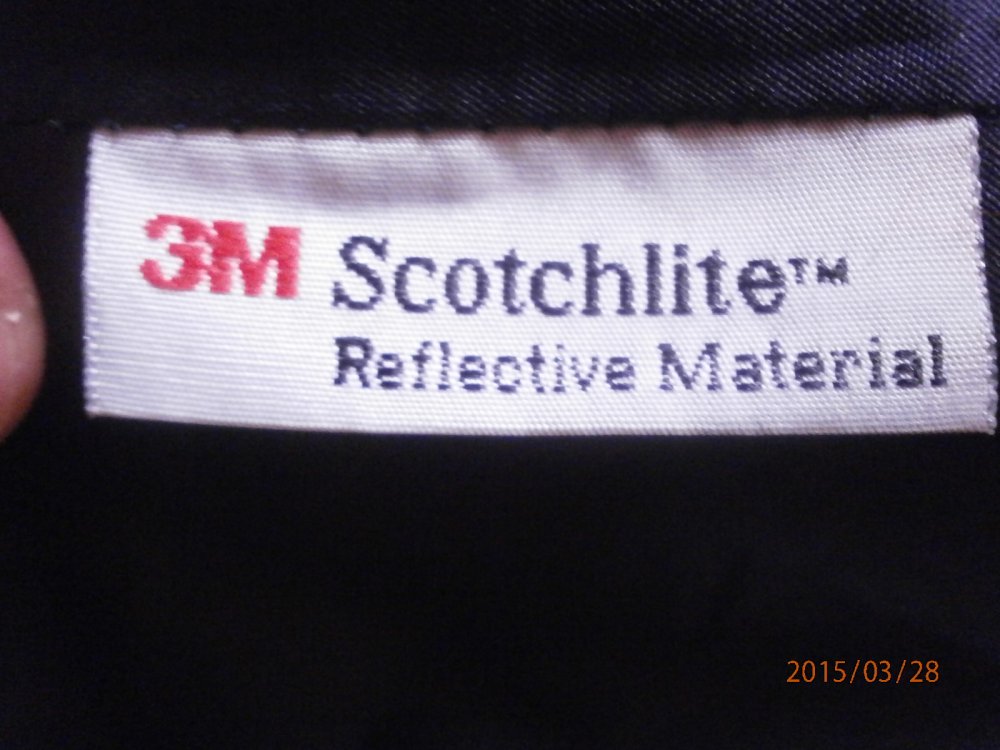 3M Scotchlite™
Reflective Material
2015/03/28